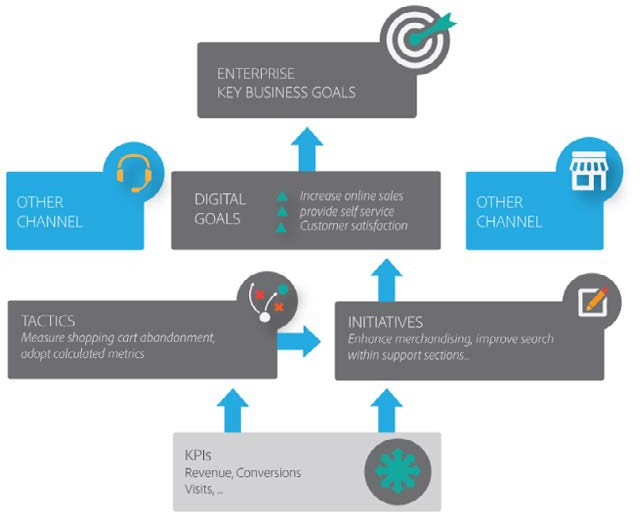 ENTERPRISE
KEY BUSINESS GOALS
OTHER
CHANNEL
DIGITAL
GOALS
Increase online sales
provide self service
Customer satisfaction
OTHER
CHANNEL
TACTICS
Measure shopping cart abandonment,
adopt calculated metrics
INITIATIVES
Enhance merchandising, improve search
within support sections...
KPIs
Revenue, Conversions
Visits, ...